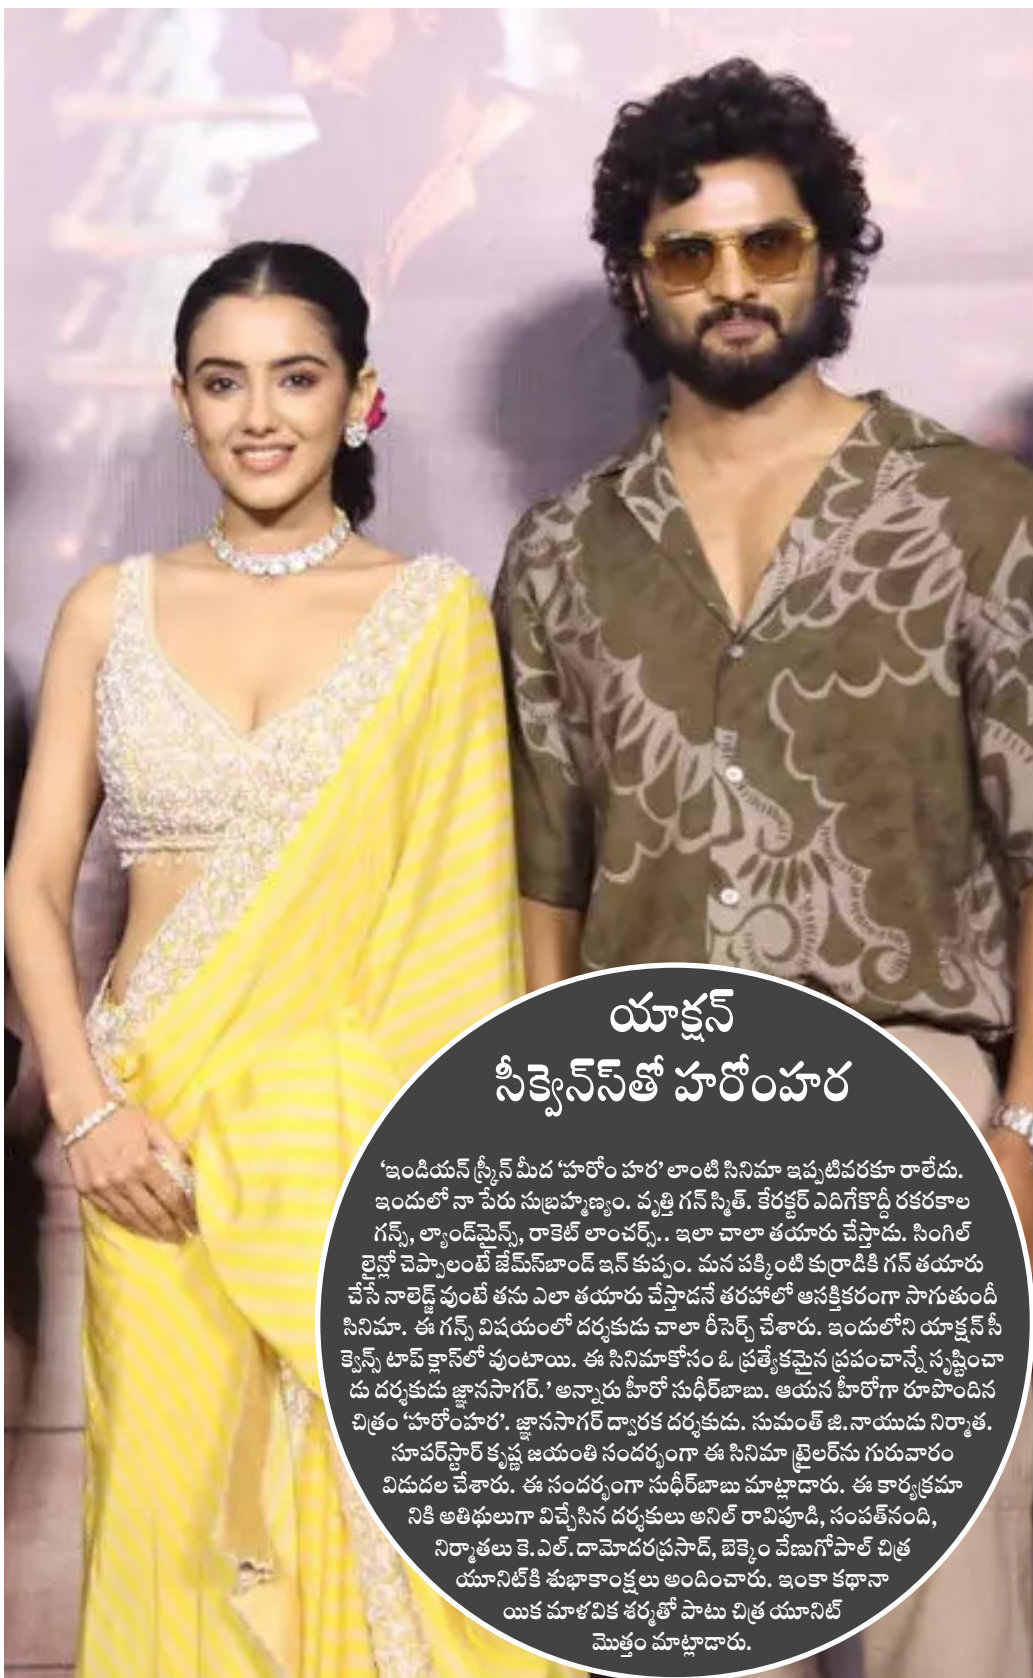 యాక్షన్
సీక్వెన్స్‌తో హరోంహర
‘ఇండియన్ స్క్రీన్ మీద ‘హరోం హర’ లాంటి సినిమా ఇప్పటివరకూ రాలేదు.
ఇందులో నా పేరు సుబ్రహ్మణ్యం. వృత్తి గన్ స్మిత్. కేరక్టర్ ఎదిగేకొద్దీ రకరకాల
గన్స్, ల్యాండ్‌మైన్స్, రాకెట్ లాంచర్స్.. ఇలా చాలా తయారు చేస్తాడు. సింగిల్
లైన్లో చెప్పాలంటే జేమ్స్‌బాండ్ ఇన్ కుప్పం. మన పక్కింటి కుర్రాడికి గన్ తయారు
చేసే నాలెడ్జ్ వుంటే తను ఎలా తయారు చేస్తాడనే తరహాలో ఆసక్తికరంగా సాగుతుందీ
సినిమా. ఈ గన్స్ విషయంలో దర్శకుడు చాలా రీసెర్చ్ చేశారు. ఇందులోని యాక్షన్ సీ
క్వెన్స్ టాప్ క్లాస్‌లో వుంటాయి. ఈ సినిమాకోసం ఓ ప్రత్యేకమైన ప్రపంచాన్నే సృష్టించా
డు దర్శకుడు జ్ఞానసాగర్.’ అన్నారు హీరో సుధీర్‌బాబు. ఆయన హీరోగా రూపొందిన
చిత్రం ‘హరోంహర’. జ్ఞానసాగర్ ద్వారక దర్శకుడు. సుమంత్ జి.నాయుడు నిర్మాత.
సూపర్‌స్టార్ కృష్ణ జయంతి సందర్భంగా ఈ సినిమా ట్రైలర్‌ను గురువారం
విడుదల చేశారు. ఈ సందర్భంగా సుధీర్‌బాబు మాట్లాడారు. ఈ కార్యక్రమా
నికి అతిథులుగా విచ్చేసిన దర్శకులు అనిల్ రావిపూడి, సంపత్‌నంది,
నిర్మాతలు కె.ఎల్.దామోదరప్రసాద్, బెక్కెం వేణుగోపాల్ చిత్ర
యూనిట్‌కి శుభాకాంక్షలు అందించారు. ఇంకా కథానా
యిక మాళవిక శర్మతో పాటు చిత్ర యూనిట్
మొత్తం మాట్లాడారు.